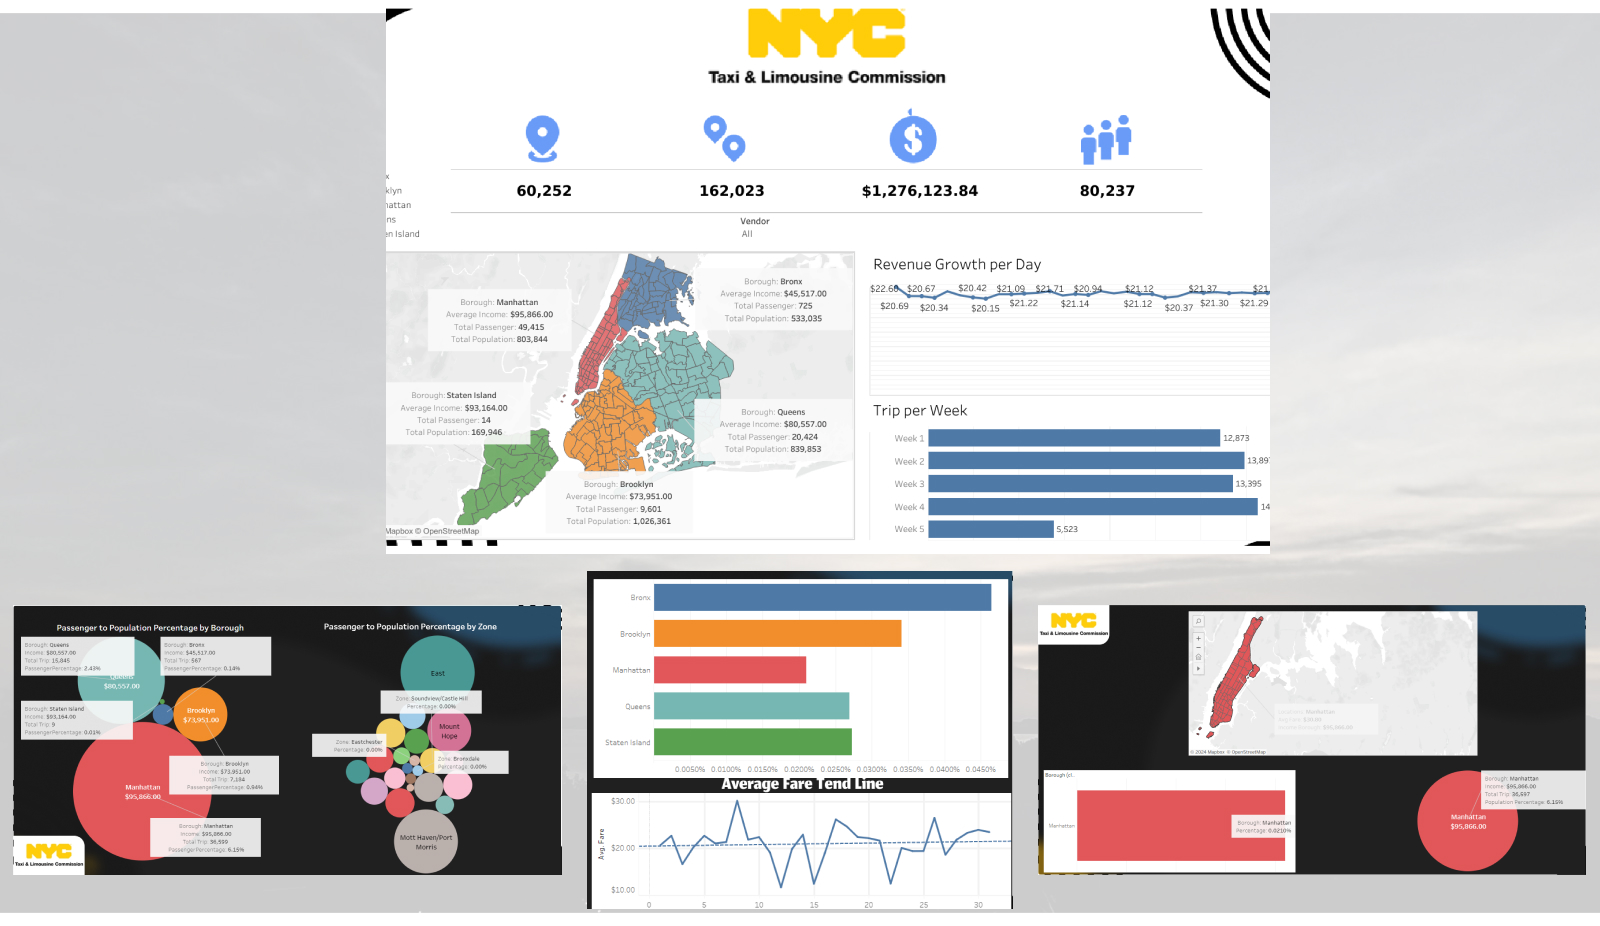 NYC
Taxi & Limousine Commission
60,252
162,023
$1,276,123.84
80,237
x
klyn
hattan
ns
en Island
Vendor
All
Borough: Manhattan
Average Income: $95,866.00
Total Passenger: 49,415
Total Population: 803,844
Borough: Bronx
Average Income: $45,517.00
Total Passenger: 725
Total Population: 533,035
Borough: Staten Island
Average Income: $93,164.00
Total Passenger: 14
Total Population: 169,946
Borough: Queens
Average Income: $80,557.00
Total Passenger: 20,424
Total Population: 839,853
Borough: Brooklyn
Average Income: $73,951.00
Total Passenger: 9,601
Total Population: 1,026,361
Mapbox © OpenStreetMap
Revenue Growth per Day
$22.68 $20.67 $20.42 $21.09 $21.71 $20.94 $21.12 $21.37 $21
$20.69 $20.34 $20.15 $21.22 $21.14 $21.12 $20.37 $21.30 $21.29
Trip per Week
Week 1 12,873
Week 2 13,897
Week 3 13,395
Week 4 14
Week 5 5,523
Passenger to Population Percentage by Borough
Borough: Queens
Income: $80,557.00
Total Trip: 15,845
PassengerPercentage: 2.43%
Borough: Bronx
Income: $45,517.00
Total Trip: 567
PassengerPercentage: 0.14%
Queens
$80,557.00
Borough: Staten Island
Income: $93,164.00
Total Trip: 9
PassengerPercentage: 0.01%
Brooklyn
$73,951.00
Borough: Brooklyn
Income: $73,951.00
Total Trip: 7,184
PassengerPercentage: 0.94%
Manhattan
$95,866.00
Borough: Manhattan
Income: $95,866.00
Total Trip: 36,599
PassengerPercentage: 6.15%
NYC
Taxi & Limousine Commission
Passenger to Population Percentage by Zone
East
Zone: Soundview/Castle Hill
Percentage: 0.00%
Mount
Hope
Zone: Eastchester
Percentage: 0.00%
Zone: Bronxdale
Percentage: 0.00%
Mott Haven/Port
Morris
Bronx
Brooklyn
Manhattan
Queens
Staten Island
0.0050% 0.0100% 0.0150% 0.0200% 0.0250% 0.0300% 0.0350% 0.0400% 0.0450%
Average Fare Tend Line
Avg. Fare
$30.00
$20.00
$10.00
0 5 10 15 20 25 30
NYC
Taxi & Limousine Commission
© 2024 Mapbox © OpenStreetMap
Borough (cl..
Manhattan
Borough: Manhattan
Percentage: 0.0210%
Borough: Manhattan
Income: $95,866.00
Total Trip: 36,697
Population Percentage: 6.15%
Manhattan
$95,866.00